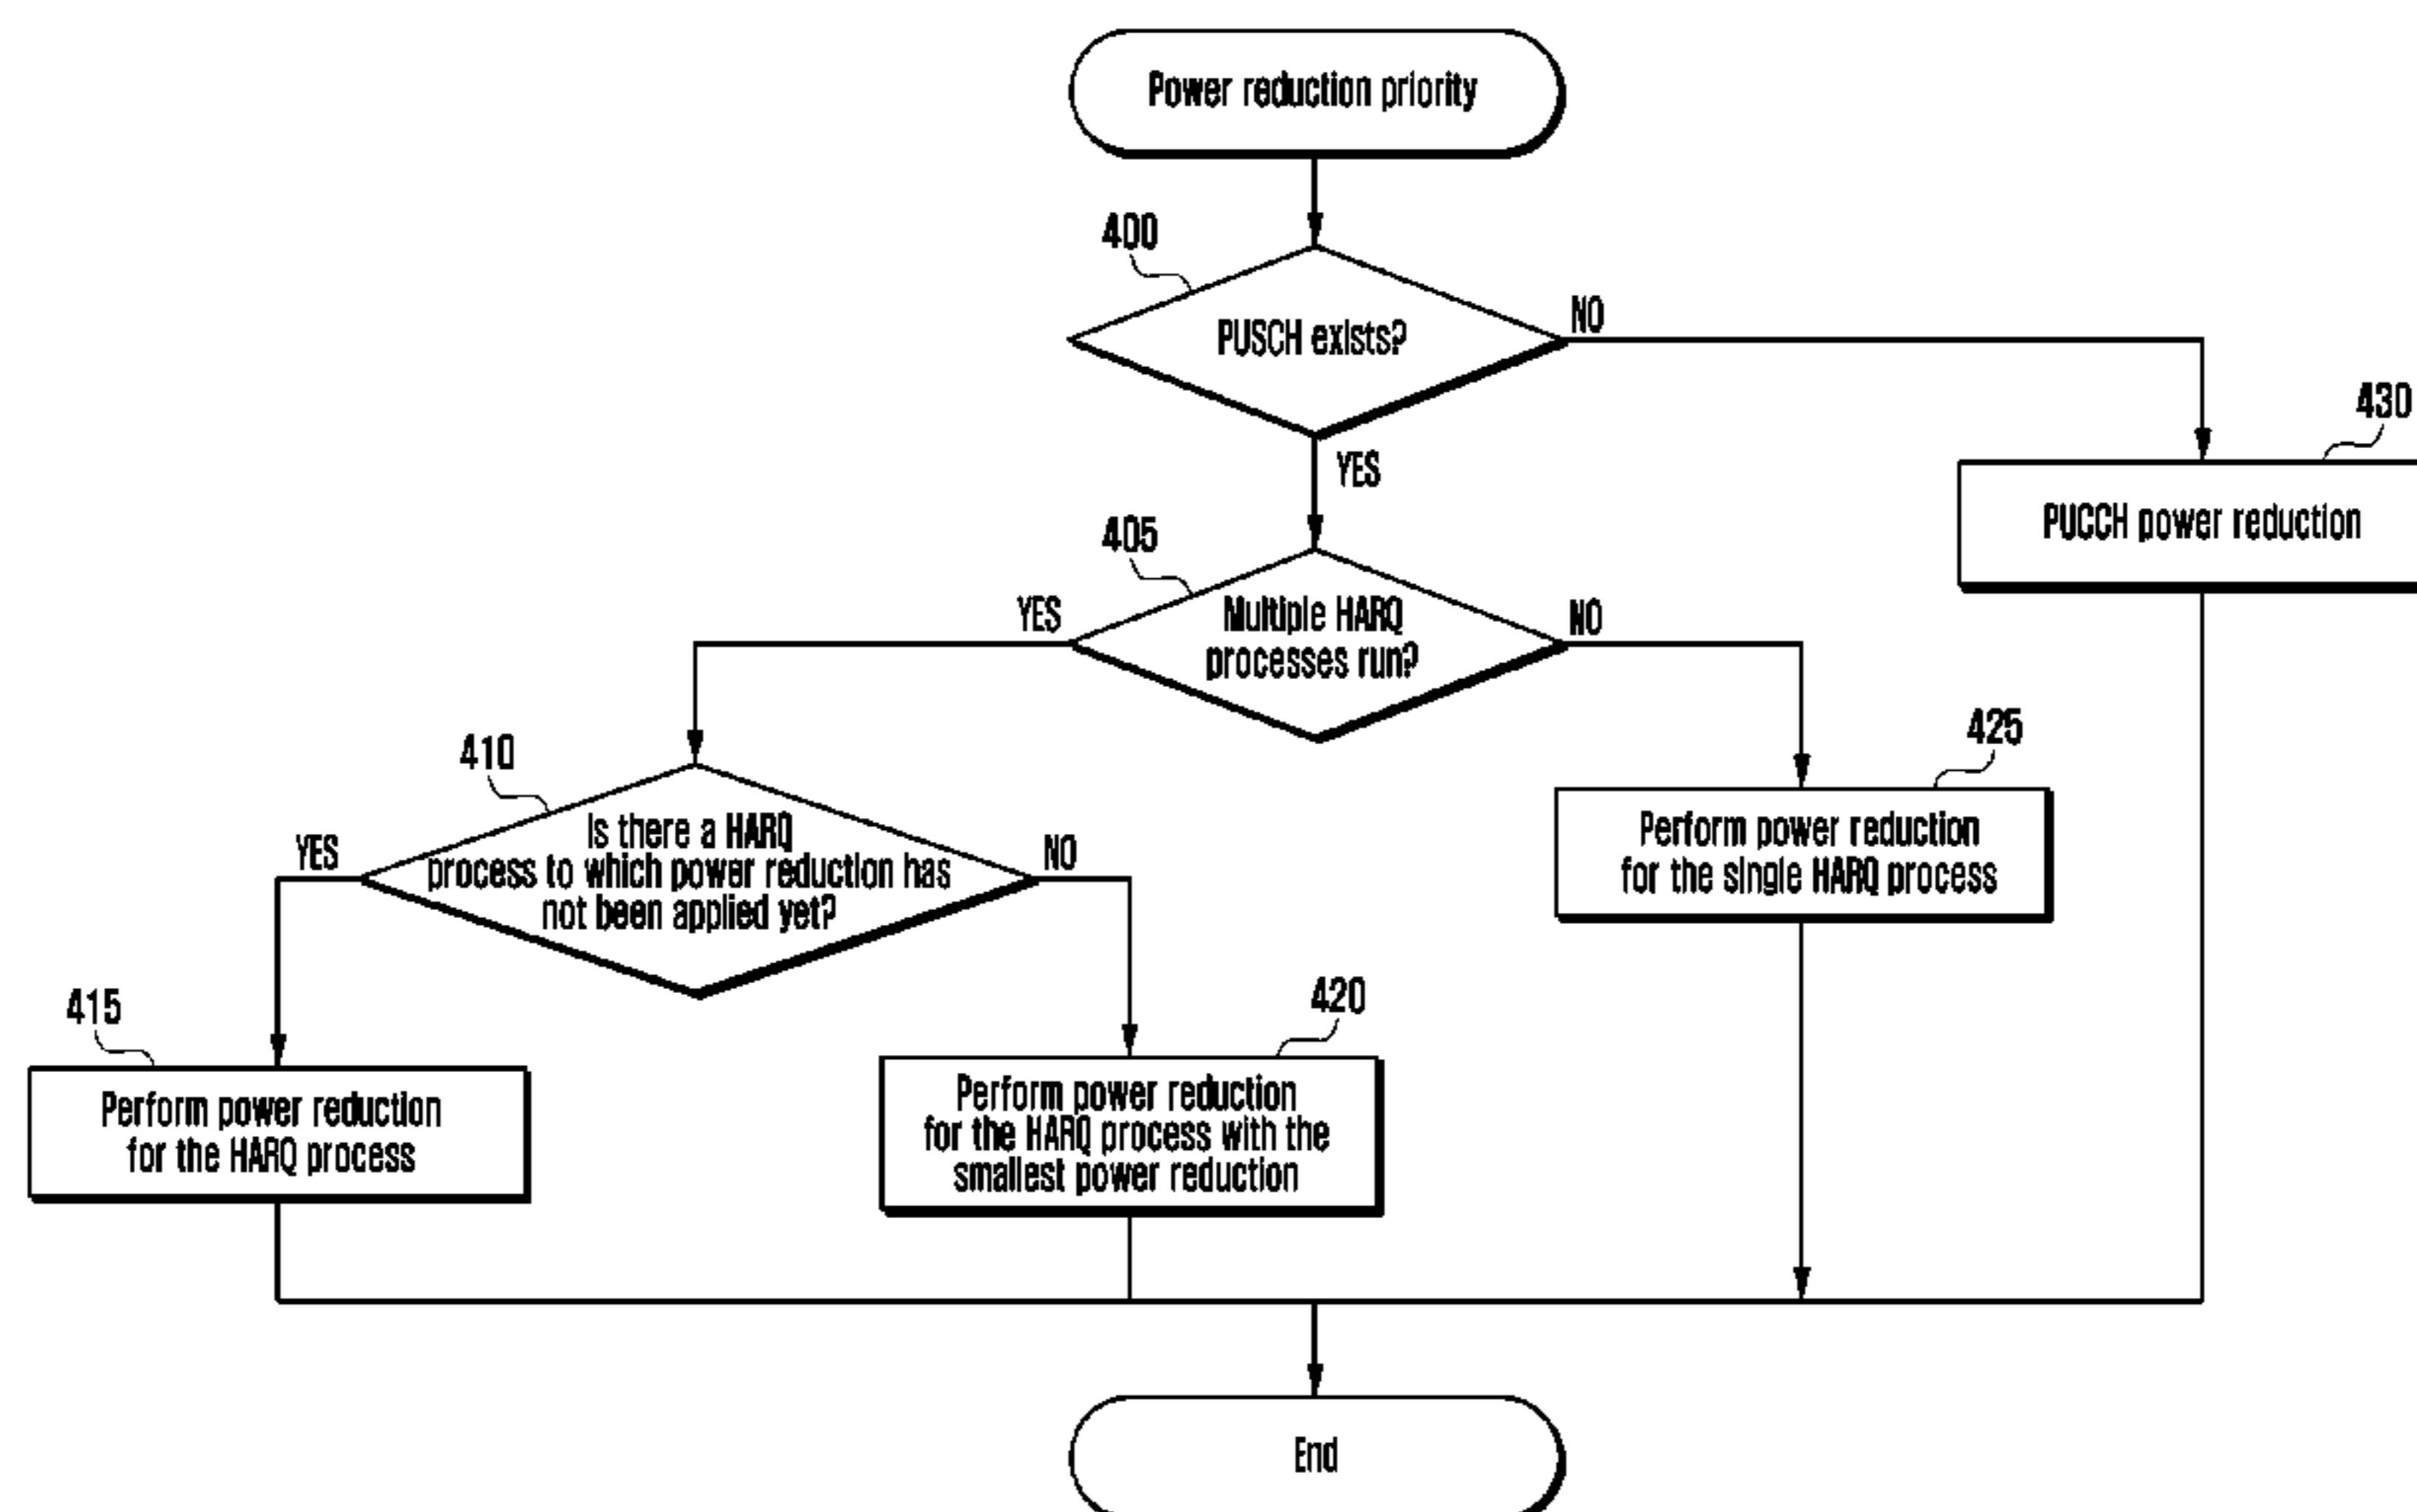 Power reduction priority
400
PUSCH exists?
NO
430
YES
PUCCH power reduction
405
YES
Multiple HARQ
processes run?
NO
410
425
Is there a HARQ
process to which power reduction has
not been applied yet?
YES
NO
Perform power reduction
for the single HARQ process
415
420
Perform power reduction
for the HARQ process
Perform power reduction
for the HARQ process with the
smallest power reduction
End